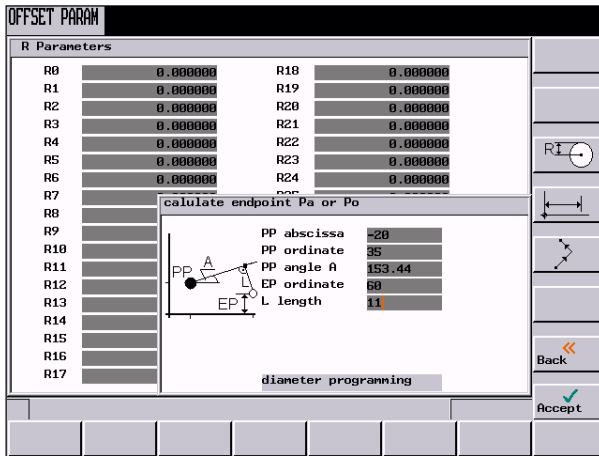 OFFSET PARAM
R Parameters
R0 0.000000 R18 0.000000
R1 0.000000 R19 0.000000
R2 0.000000 R20 0.000000
R3 0.000000 R21 0.000000
R4 0.000000 R22 0.000000
R5 0.000000 R23 0.000000
R6 0.000000 R24 0.000000
R7
R8
R9
R10
R11
R12
R13
R14
R15
R16
R17
calulate endpoint Pa or Po
PP abscissa -20
PP ordinate 35
PP angle A 153.44
EP ordinate 60
L length 11
PP
A
L
EP
diameter programming
R
Back
Accept